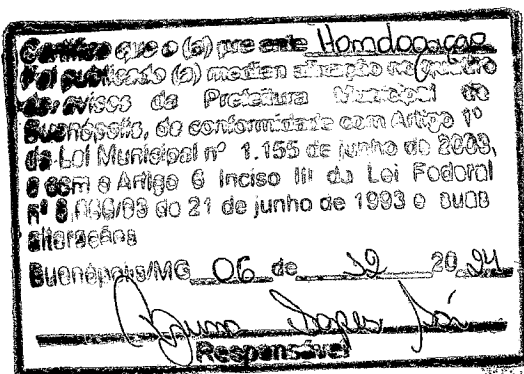 Certifico que o (a) presente Homologação
Foi publicado (a) median afixação no quadro
de avisos da Prefeitura Municipal de
Buenópolis, de conformidade com Artigo 1º
da Lei Municipal nº 1.155 de junho de 2009,
e com o Artigo 6 Inciso III da Lei Federal
nº 8.666/93 de 21 de junho de 1993 e suas
alterações
Buenópolis/MG 06 de 12 20 24
Bruna Lopes
Responsável